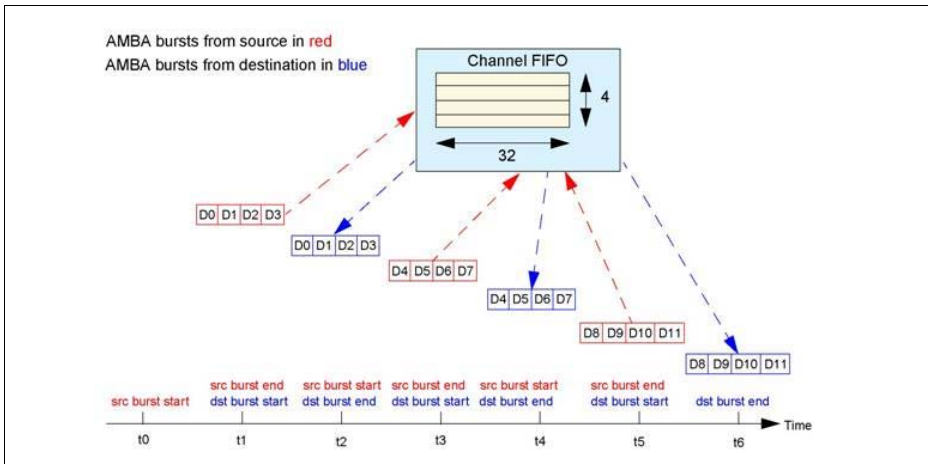 AMBA bursts from source in red
AMBA bursts from destination in blue
Channel FIFO
4
32
D0 D1 D2 D3
D0 D1 D2 D3
D4 D5 D6 D7
D4 D5 D6 D7
D8 D9 D10 D11
D8 D9 D10 D11
src burst start
src burst end
dst burst start
src burst start
dst burst end
src burst end
dst burst start
src burst start
dst burst end
src burst end
dst burst start
dst burst end
Time
t0 t1 t2 t3 t4 t5 t6